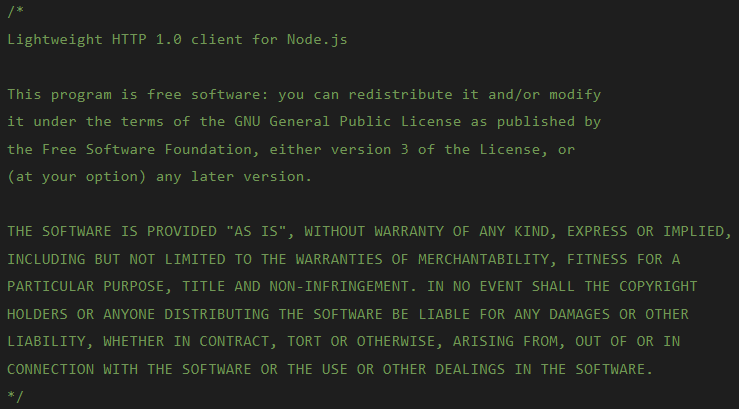 /*
Lightweight HTTP 1.0 client for Node.js
This program is free software: you can redistribute it and/or modify
it under the terms of the GNU General Public License as published by
the Free Software Foundation, either version 3 of the License, or
(at your option) any later version.
THE SOFTWARE IS PROVIDED "AS IS", WITHOUT WARRANTY OF ANY KIND, EXPRESS OR IMPLIED,
INCLUDING BUT NOT LIMITED TO THE WARRANTIES OF MERCHANTABILITY, FITNESS FOR A
PARTICULAR PURPOSE, TITLE AND NON-INFRINGEMENT. IN NO EVENT SHALL THE COPYRIGHT
HOLDERS OR ANYONE DISTRIBUTING THE SOFTWARE BE LIABLE FOR ANY DAMAGES OR OTHER
LIABILITY, WHETHER IN CONTRACT, TORT OR OTHERWISE, ARISING FROM, OUT OF OR IN
CONNECTION WITH THE SOFTWARE OR THE USE OR OTHER DEALINGS IN THE SOFTWARE.
*/